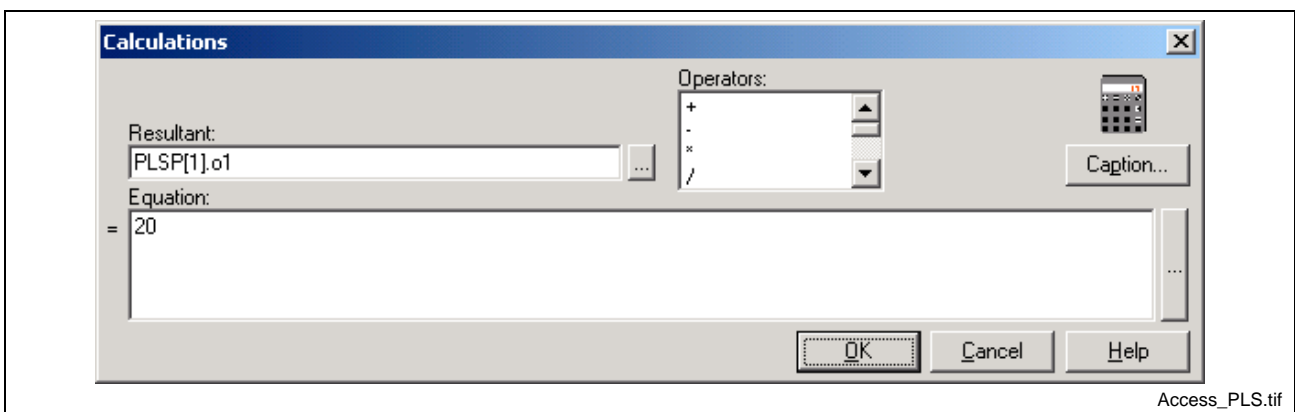 Calculations
Operators:
+
-
*
/
Resultant:
PLSP[1].o1
...
Caption...
Equation:
=
20
...
OK
Cancel
Help
Access_PLS.tif